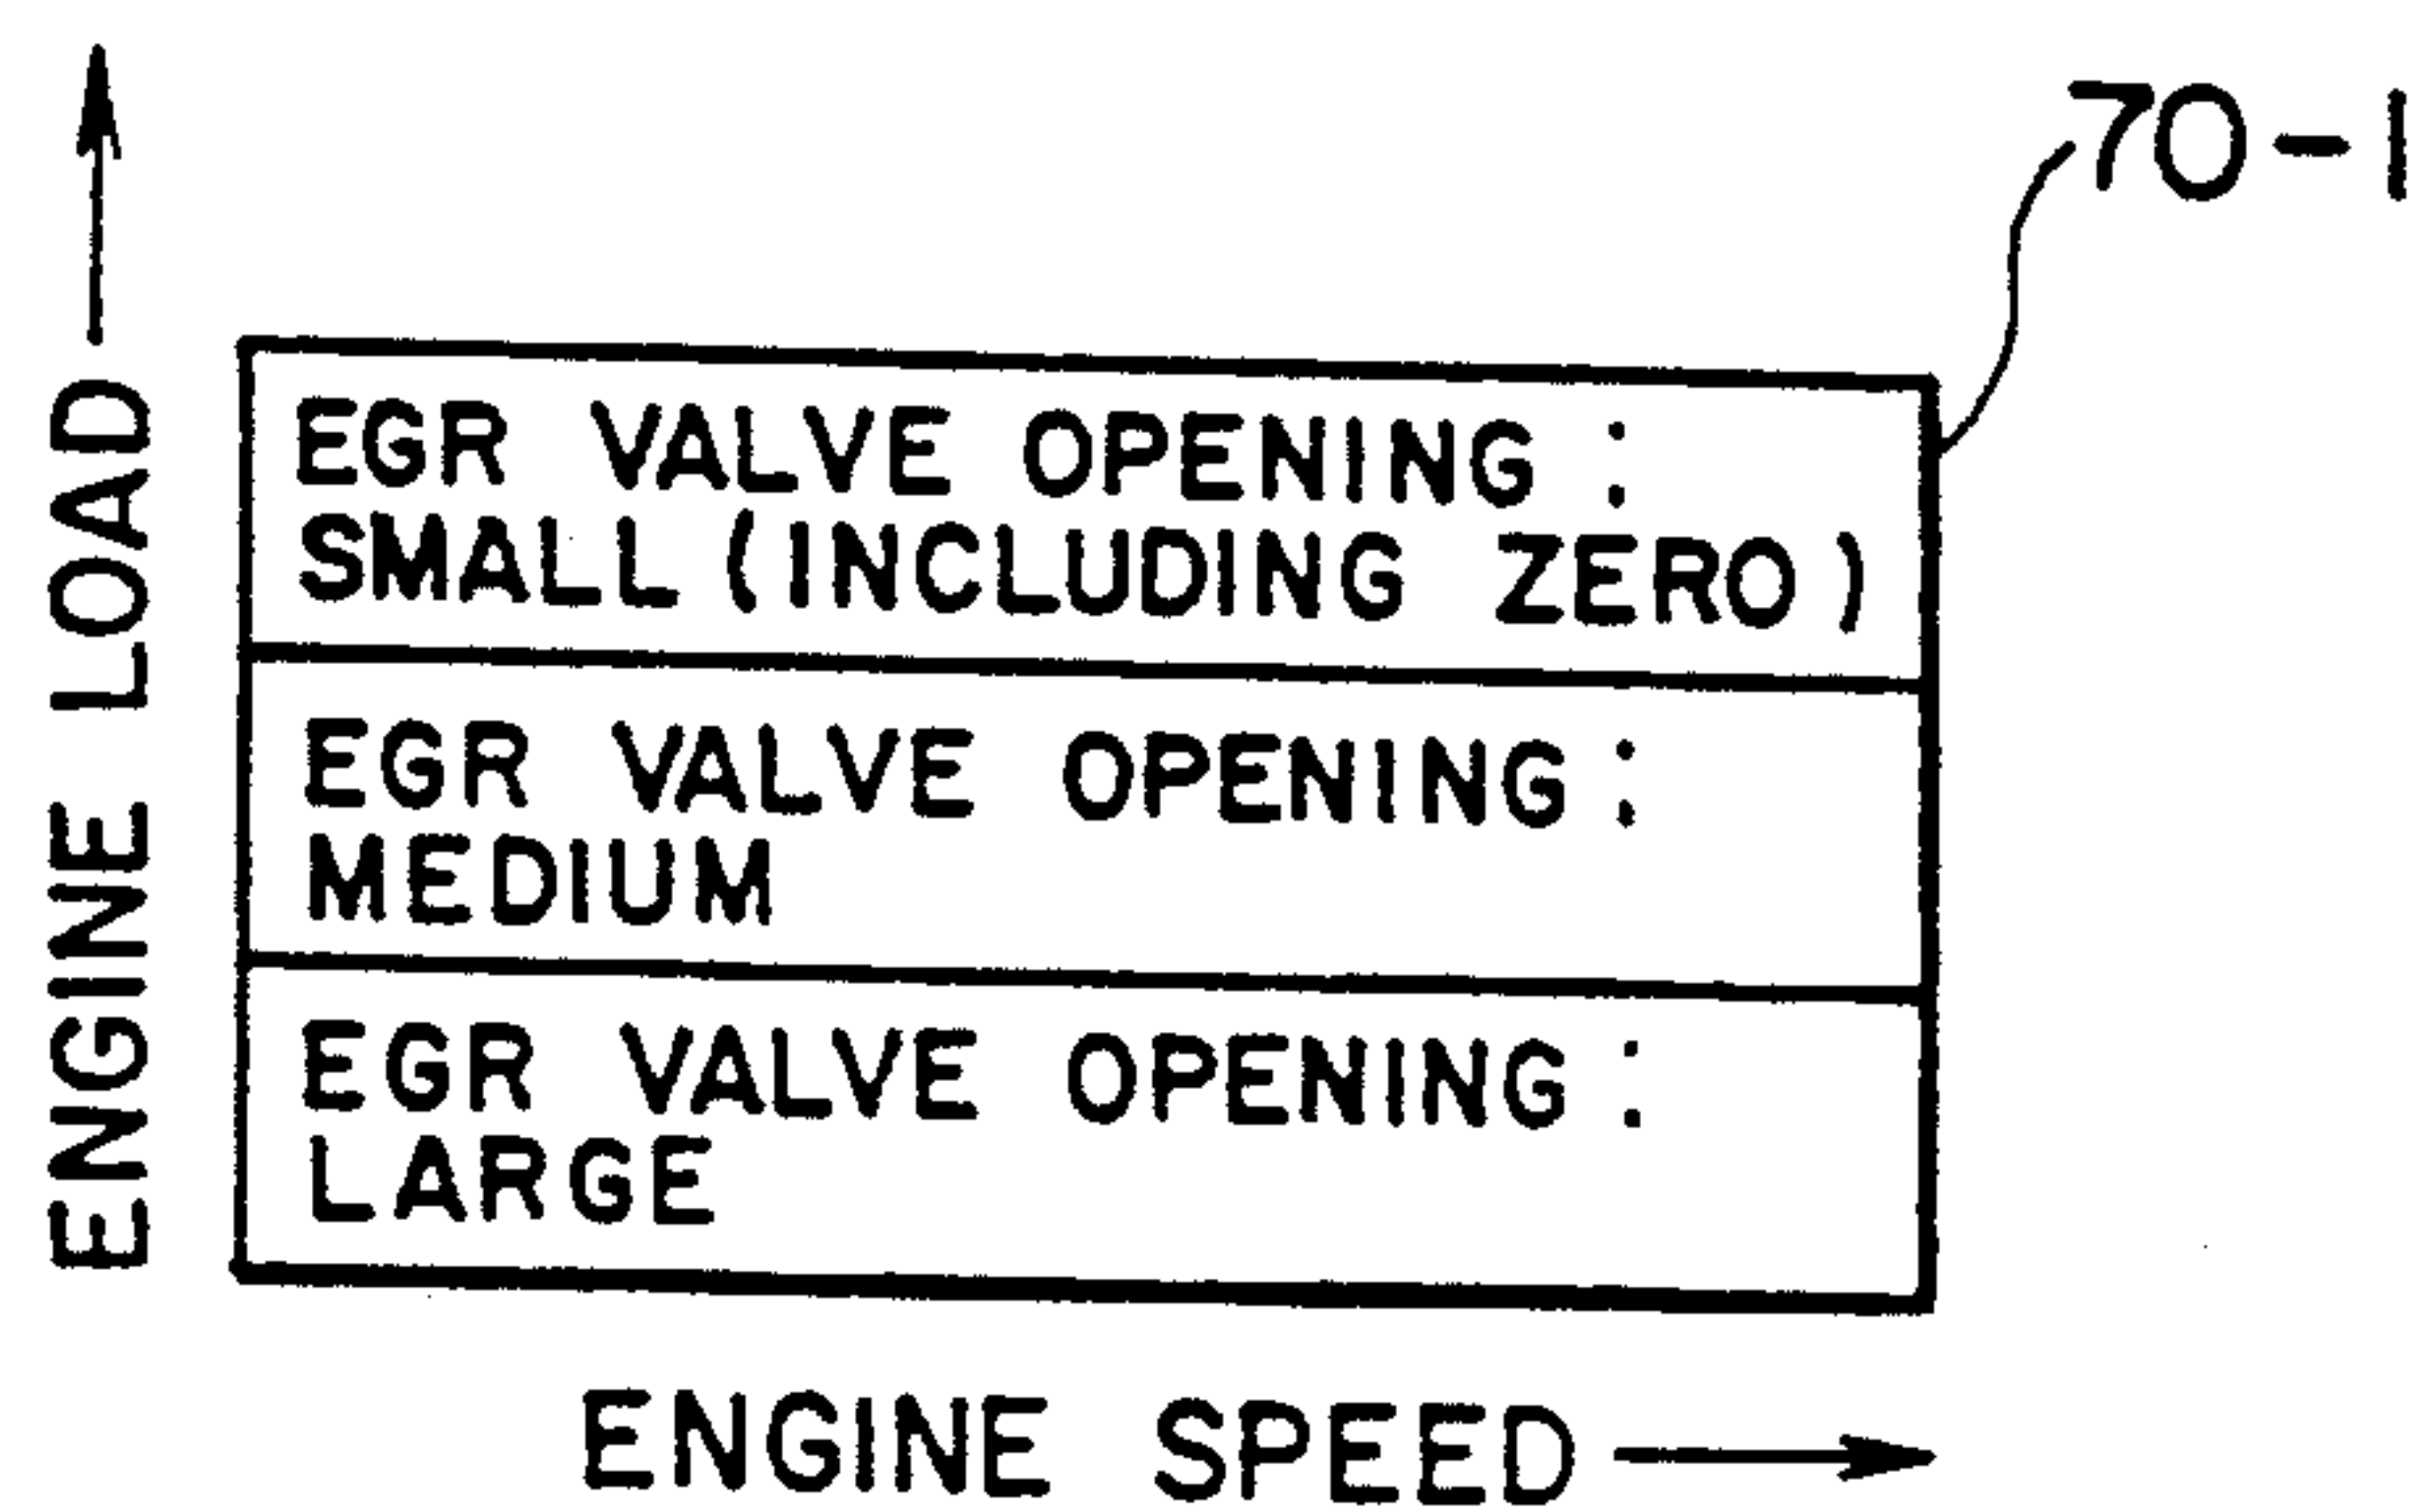 70-1
EGR VALVE OPENING :
SMALL (INCLUDING ZERO)
EGR VALVE OPENING :
MEDIUM
EGR VALVE OPENING :
LARGE
ENGINE LOAD
ENGINE SPEED